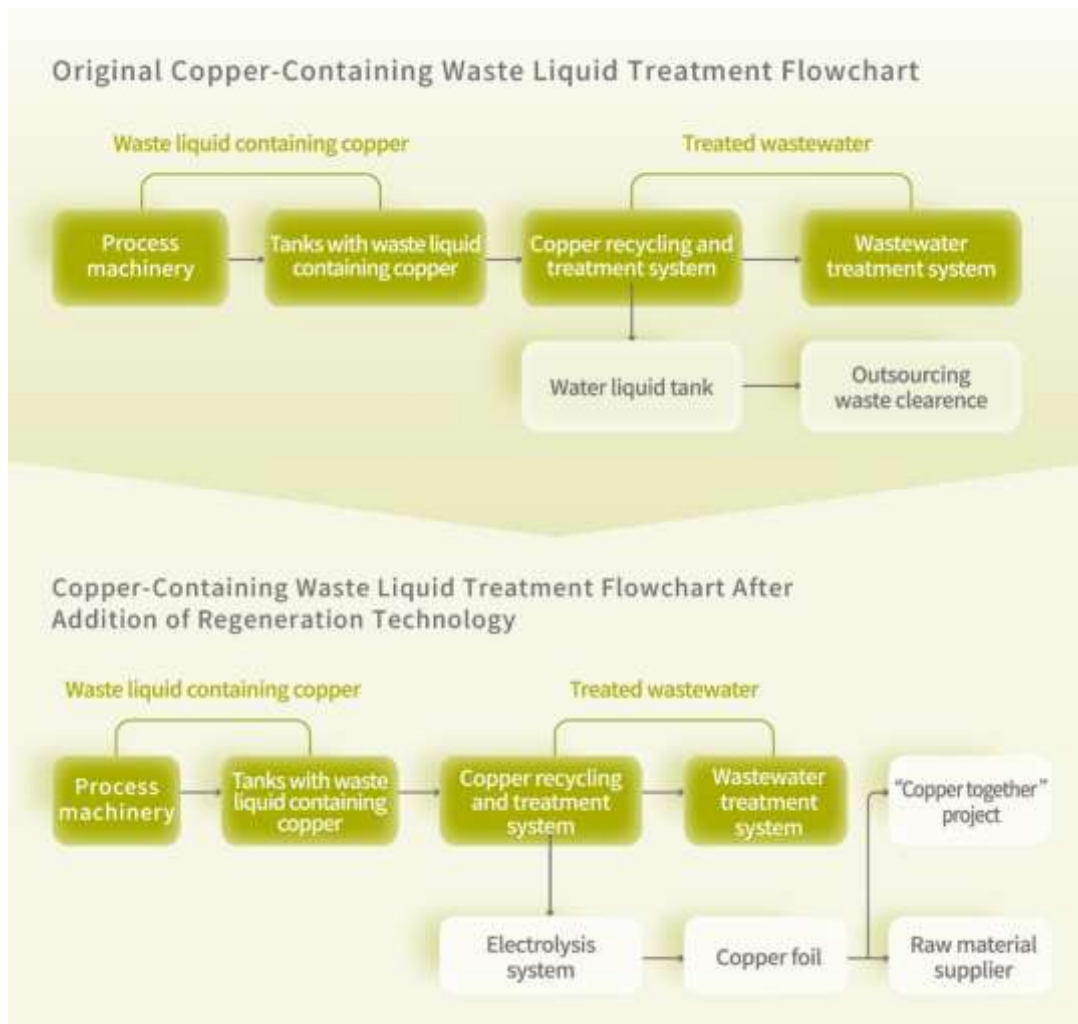 Original Copper-Containing Waste Liquid Treatment Flowchart
Waste liquid containing copper
Treated wastewater
Process
machinery
Tanks with waste liquid
containing copper
Copper recycling and
treatment system
Wastewater
treatment system
Water liquid tank
Outsourcing
waste clearence
Copper-Containing Waste Liquid Treatment Flowchart After
Addition of Regeneration Technology
Waste liquid containing copper
Treated wastewater
Process
machinery
Tanks with waste
liquid containing
copper
Copper recycling
and treatment
system
Wastewater
treatment
system
“Copper together”
project
Electrolysis
system
Copper foil
Raw material
supplier